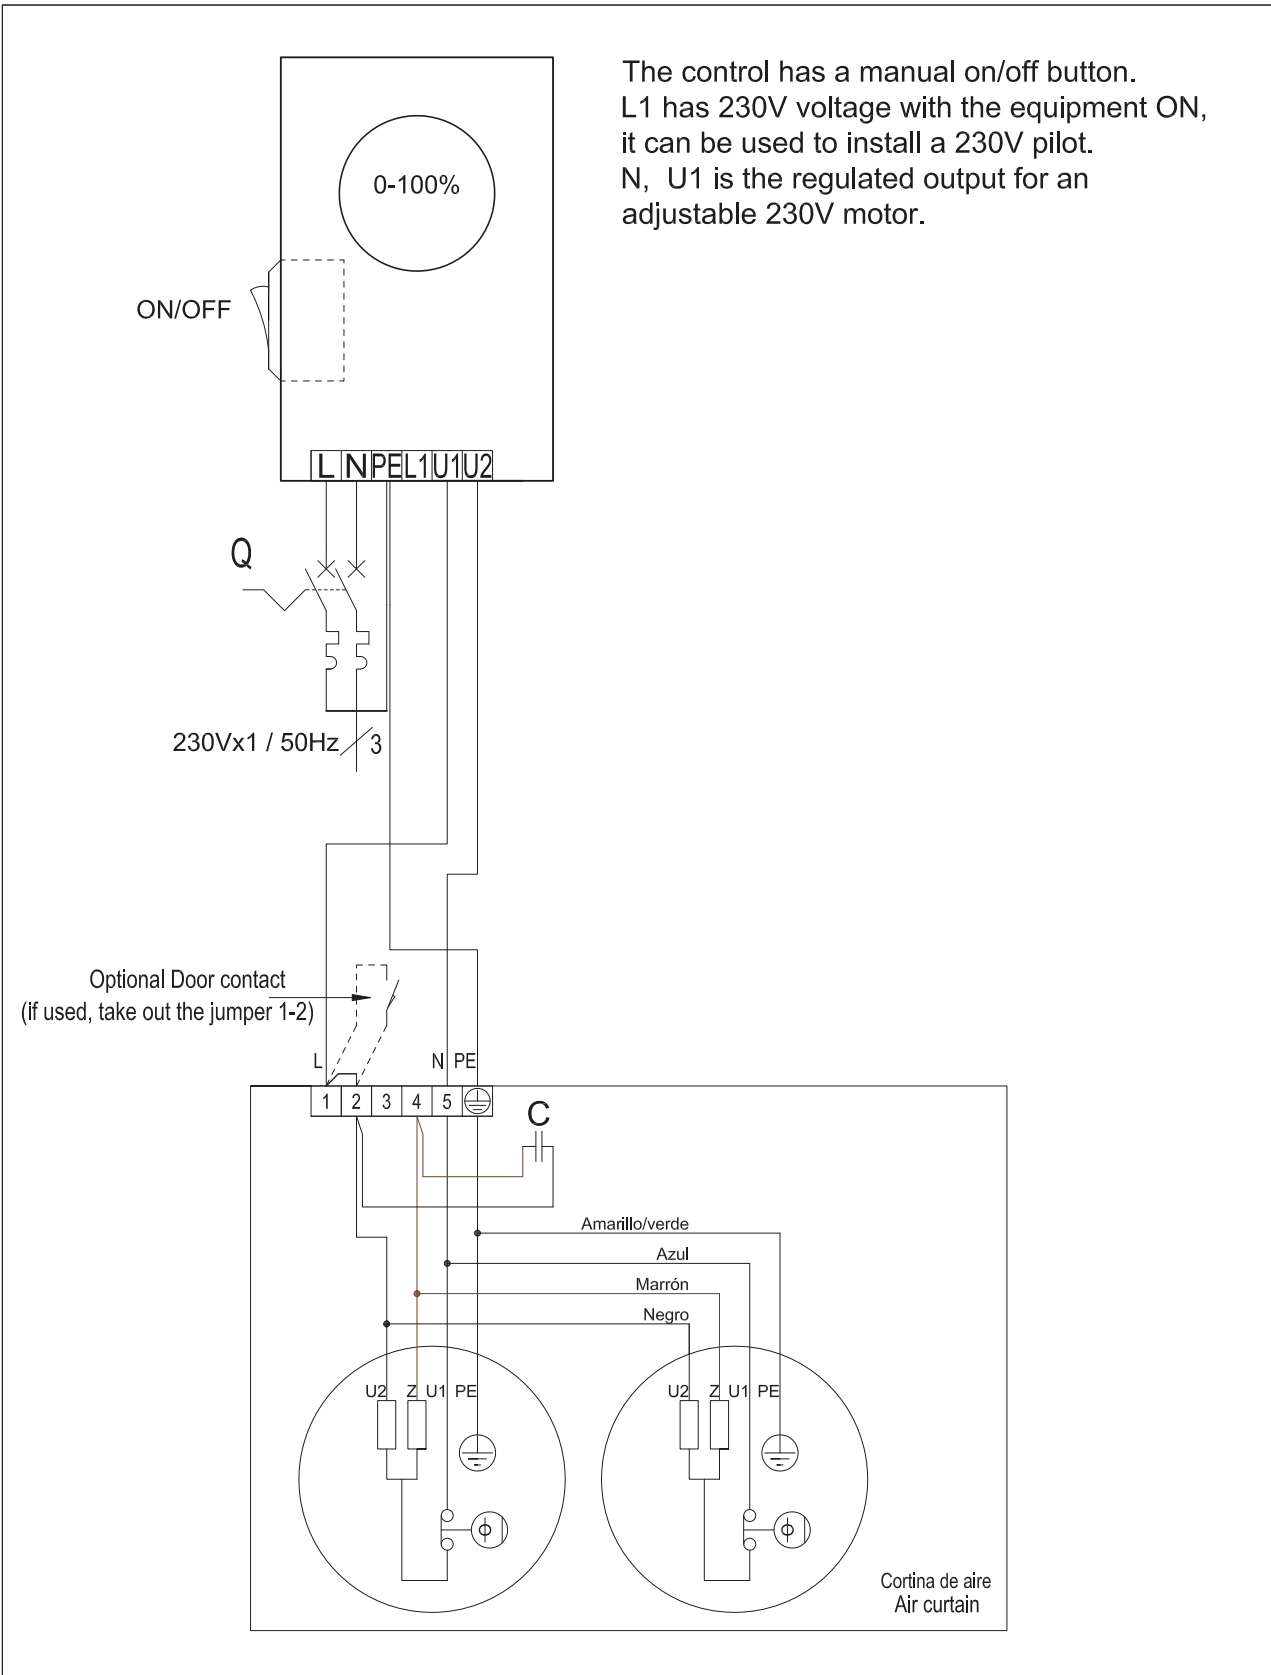 The control has a manual on/off button.
L1 has 230V voltage with the equipment ON,
it can be used to install a 230V pilot.
N, U1 is the regulated output for an
adjustable 230V motor.
0-100%
ON/OFF
L N PE L1 U1 U2
Q
230Vx1 / 50Hz 3
Optional Door contact
(if used, take out the jumper 1-2)
L N PE
1 2 3 4 5
C
Amarillo/verde
Azul
Marrón
Negro
U2 Z U1 PE
U2 Z U1 PE
Cortina de aire
Air curtain